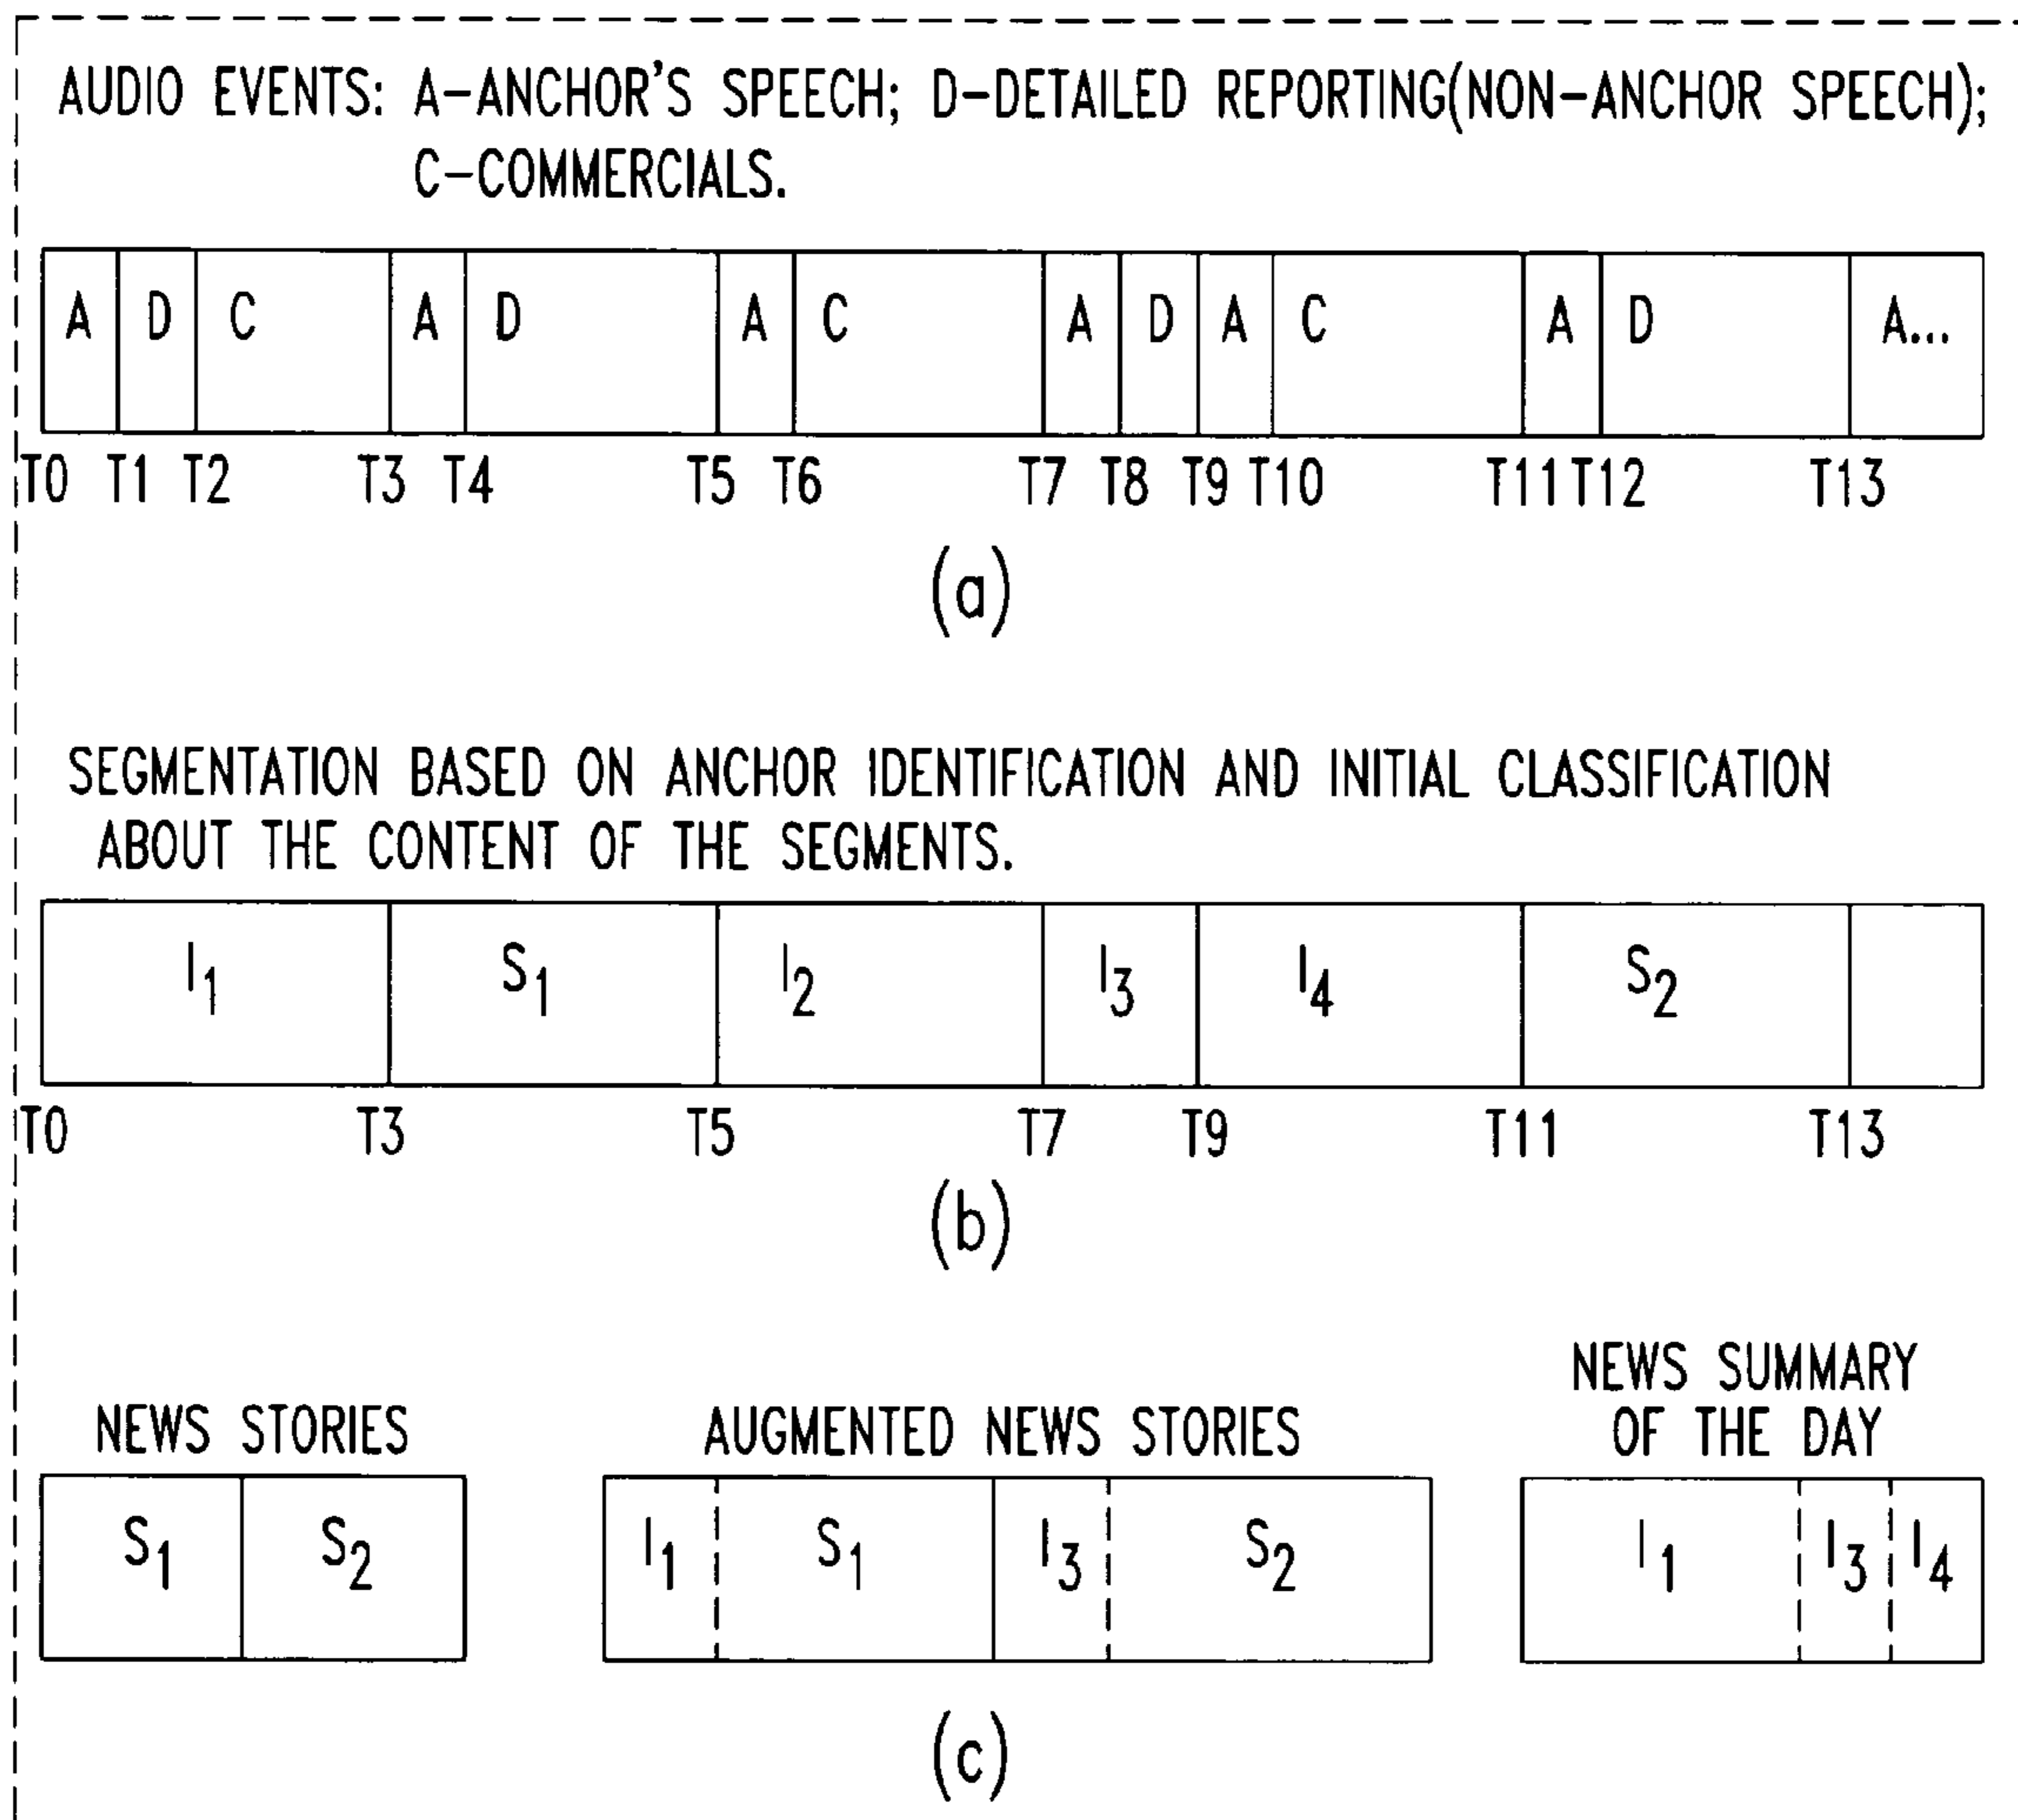 AUDIO EVENTS: A–ANCHOR'S SPEECH; D–DETAILED REPORTING(NON–ANCHOR SPEECH);
C–COMMERCIALS.
A D C A D A C A D A C A D A...
T0 T1 T2 T3 T4 T5 T6 T7 T8 T9 T10 T11 T12 T13
(a)
SEGMENTATION BASED ON ANCHOR IDENTIFICATION AND INITIAL CLASSIFICATION
ABOUT THE CONTENT OF THE SEGMENTS.
I1 S1 I2 I3 I4 S2
T0 T3 T5 T7 T9 T11 T13
(b)
NEWS STORIES
S1 S2
AUGMENTED NEWS STORIES
I1 S1 I3 S2
NEWS SUMMARY
OF THE DAY
I1 I3 I4
(c)